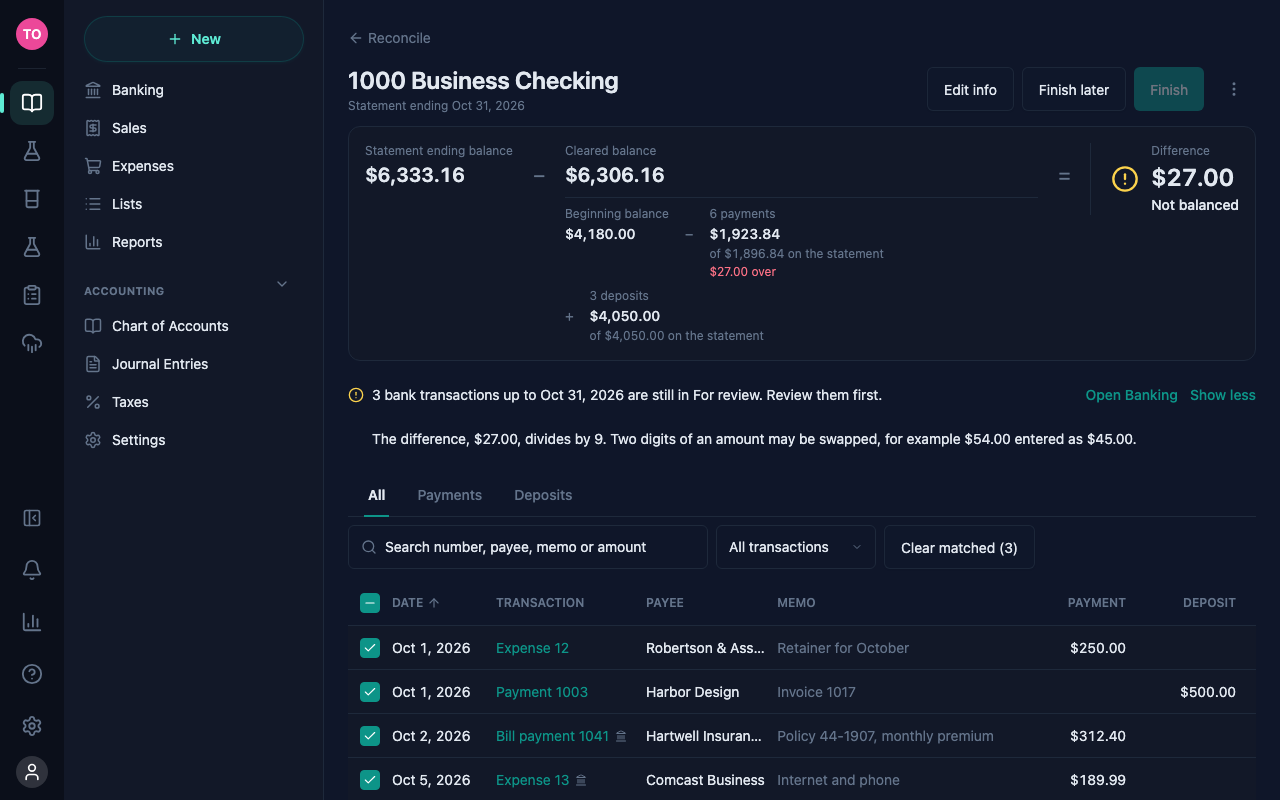 TO
+ New
Banking
Sales
Expenses
Lists
Reports
ACCOUNTING
Chart of Accounts
Journal Entries
Taxes
Settings
← Reconcile
1000 Business Checking
Statement ending Oct 31, 2026
Edit info
Finish later
Finish
Statement ending balance
$6,333.16
–
Cleared balance
$6,306.16
=
Difference
$27.00
Not balanced
Beginning balance
$4,180.00
–
6 payments
$1,923.84
of $1,896.84 on the statement
$27.00 over
+
3 deposits
$4,050.00
of $4,050.00 on the statement
3 bank transactions up to Oct 31, 2026 are still in For review. Review them first.
Open Banking
Show less
The difference, $27.00, divides by 9. Two digits of an amount may be swapped, for example $54.00 entered as $45.00.
All
Payments
Deposits
Search number, payee, memo or amount
All transactions
Clear matched (3)
DATE ↑ TRANSACTION PAYEE MEMO PAYMENT DEPOSIT
Oct 1, 2026 Expense 12 Robertson & Ass... Retainer for October $250.00
Oct 1, 2026 Payment 1003 Harbor Design Invoice 1017 $500.00
Oct 2, 2026 Bill payment 1041 Hartwell Insuran... Policy 44-1907, monthly premium $312.40
Oct 5, 2026 Expense 13 Comcast Business Internet and phone $189.99